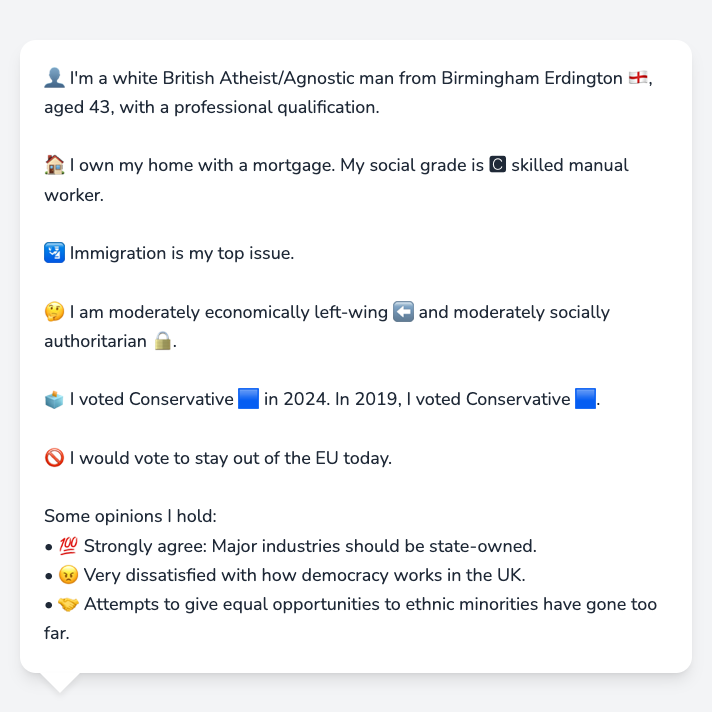 👤 I'm a white British Atheist/Agnostic man from Birmingham Erdington 🏴󠁧󠁢󠁥󠁮󠁧󠁿,
aged 43, with a professional qualification.
🏠 I own my home with a mortgage. My social grade is 🅲 skilled manual
worker.
🛂 Immigration is my top issue.
🤔 I am moderately economically left-wing ⬅️ and moderately socially
authoritarian 🔒.
🗳️ I voted Conservative 🟦 in 2024. In 2019, I voted Conservative 🟦.
🚫 I would vote to stay out of the EU today.
Some opinions I hold:
• 💯 Strongly agree: Major industries should be state-owned.
• 😠 Very dissatisfied with how democracy works in the UK.
• 🤝 Attempts to give equal opportunities to ethnic minorities have gone too
far.